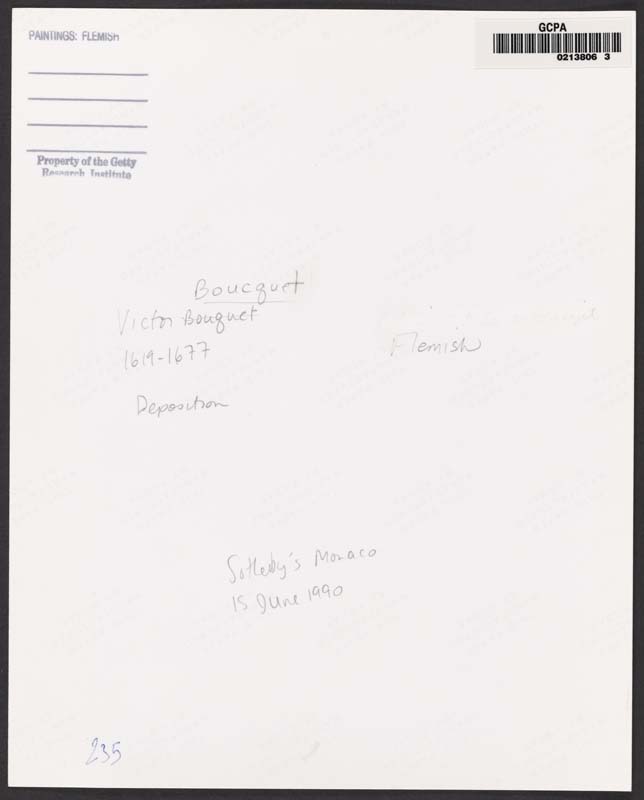 PAINTINGS: FLEMISH
GCPA
0213806 3
Property of the Getty
Research Institute
Boucquet
Victor Bouquet
1619-1677
Flemish
Deposition
Sotheby's Monaco
15 June 1990
235